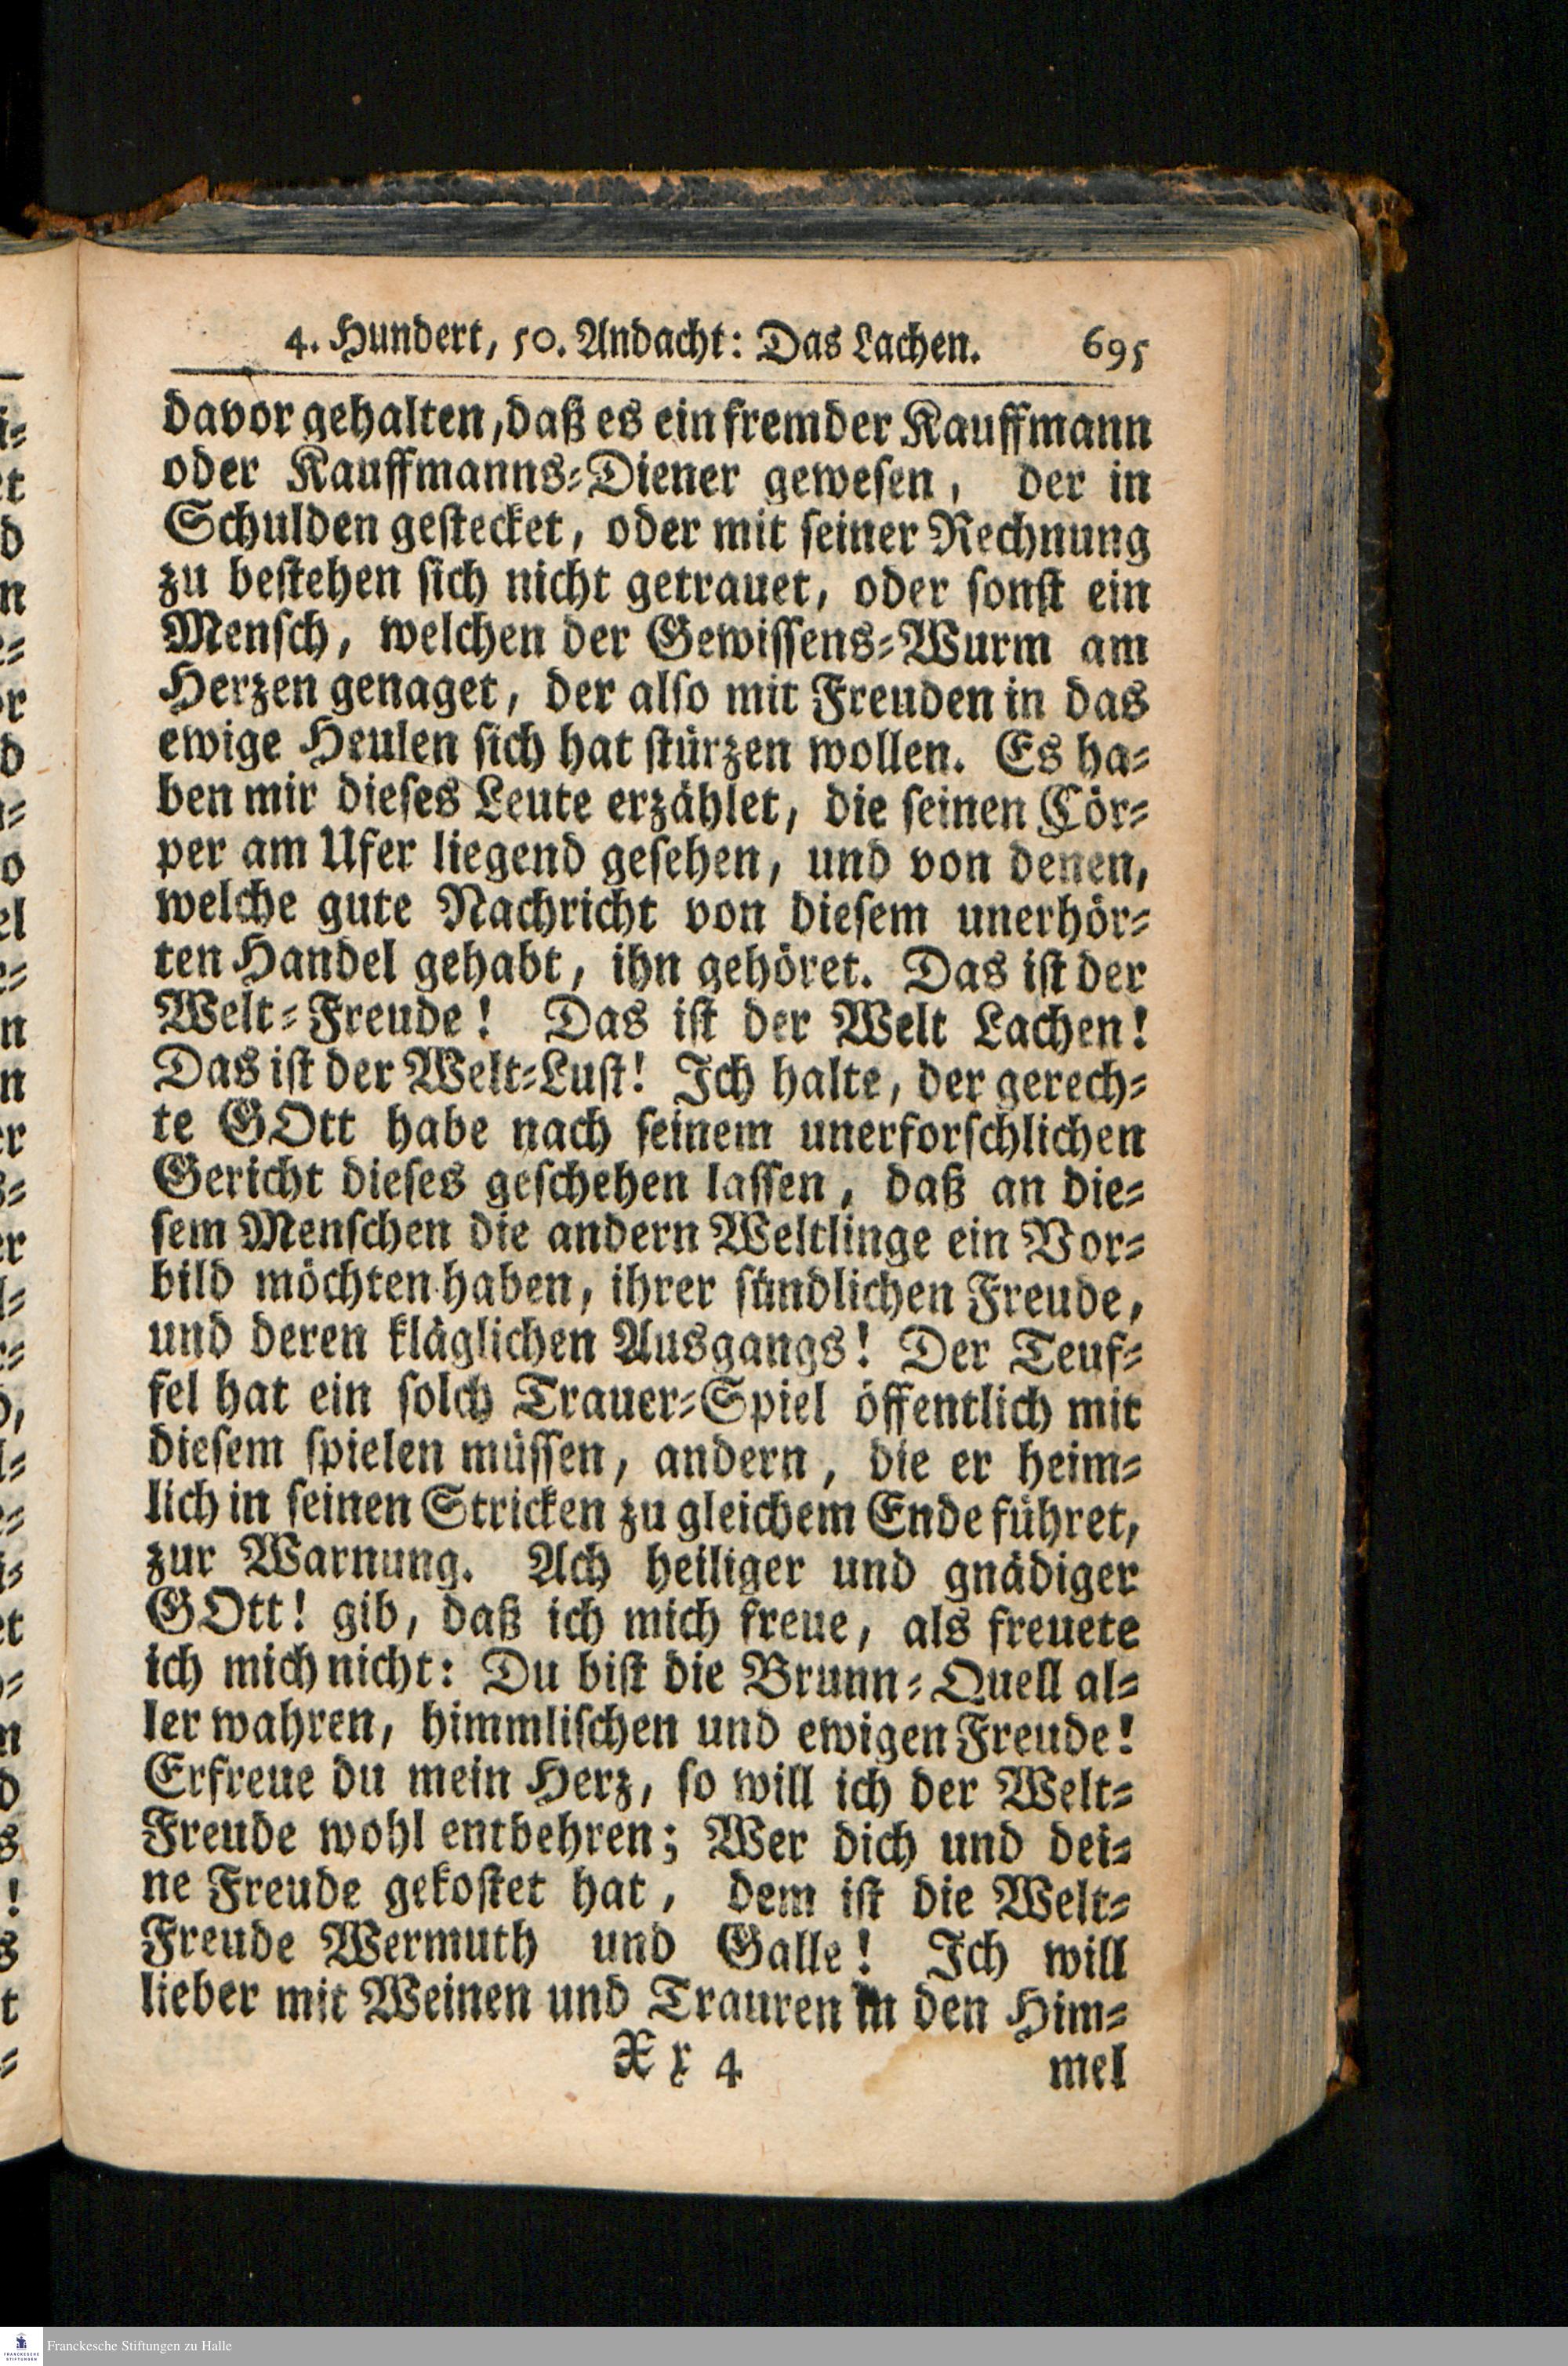 4. Hundert, 50. Andacht: Das Lachen. 695
davor gehalten, daß es ein fremder Kauffmann
oder Kauffmanns-Diener gewesen, der in
Schulden gestecket, oder mit seiner Rechnung
zu bestehen sich nicht getrauet, oder sonst ein
Mensch, welchen der Gewissens-Wurm am
Herzen genaget, der also mit Freuden in das
ewige Heulen sich hat stürzen wollen. Es ha-
ben mir dieses Leute erzählet, die seinen Cör-
per am Ufer liegend gesehen, und von denen,
welche gute Nachricht von diesem unerhör-
ten Handel gehabt, ihn gehöret. Das ist der
Welt-Freude! Das ist der Welt Lachen!
Das ist der Welt-Lust! Ich halte, der gerech-
te GOtt habe nach seinem unerforschlichen
Gericht dieses geschehen lassen, daß an die-
sem Menschen die andern Weltlinge ein Vor-
bild möchten haben, ihrer sündlichen Freude,
und deren kläglichen Ausgangs! Der Teuf-
fel hat ein solch Trauer-Spiel öffentlich mit
diesem spielen müssen, andern, die er heim-
lich in seinen Stricken zu gleichem Ende führet,
zur Warnung. Ach heiliger und gnädiger
GOtt! gib, daß ich mich freue, als freuete
ich mich nicht: Du bist die Brunn-Quell al-
ler wahren, himmlischen und ewigen Freude!
Erfreue du mein Herz, so will ich der Welt-
Freude wohl entbehren; Wer dich und dei-
ne Freude gekostet hat, dem ist die Welt-
Freude Wermuth und Galle! Ich will
lieber mit Weinen und Trauren in den Him-
Xx 4 mel
Franckesche Stiftungen zu Halle